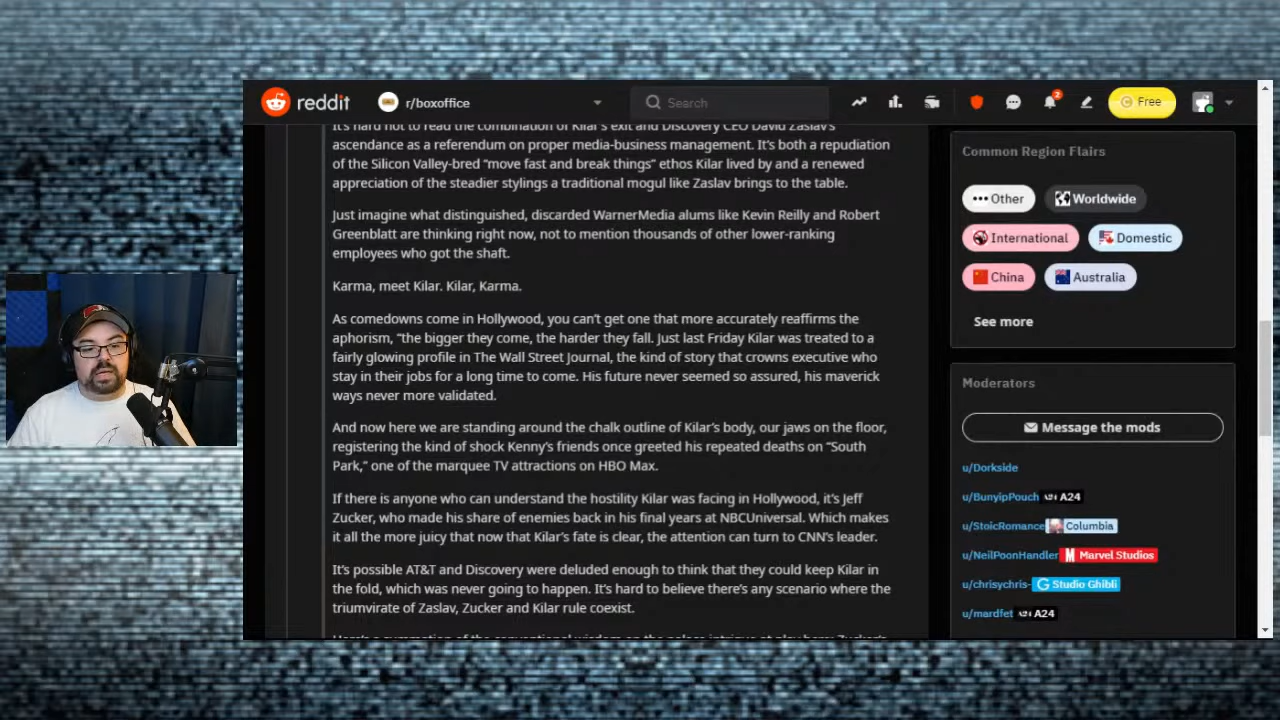 reddit
r/boxoffice
Search
2
Free
It's hard not to read the combination of Kilar's exit and Discovery CEO David Zaslav's
ascendance as a referendum on proper media-business management. It's both a repudiation
of the Silicon Valley-bred "move fast and break things" ethos Kilar lived by and a renewed
appreciation of the steadier stylings a traditional mogul like Zaslav brings to the table.
Just imagine what distinguished, discarded WarnerMedia alums like Kevin Reilly and Robert
Greenblatt are thinking right now, not to mention thousands of other lower-ranking
employees who got the shaft.
Karma, meet Kilar. Kilar, Karma.
As comedowns come in Hollywood, you can't get one that more accurately reaffirms the
aphorism, "the bigger they come, the harder they fall. Just last Friday Kilar was treated to a
fairly glowing profile in The Wall Street Journal, the kind of story that crowns executive who
stay in their jobs for a long time to come. His future never seemed so assured, his maverick
ways never more validated.
And now here we are standing around the chalk outline of Kilar's body, our jaws on the floor,
registering the kind of shock Kenny's friends once greeted his repeated deaths on "South
Park," one of the marquee TV attractions on HBO Max.
If there is anyone who can understand the hostility Kilar was facing in Hollywood, it's Jeff
Zucker, who made his share of enemies back in his final years at NBCUniversal. Which makes
it all the more juicy that now that Kilar's fate is clear, the attention can turn to CNN's leader.
It's possible AT&T and Discovery were deluded enough to think that they could keep Kilar in
the fold, which was never going to happen. It's hard to believe there's any scenario where the
triumvirate of Zaslav, Zucker and Kilar rule coexist.
Common Region Flairs
Other
Worldwide
International
Domestic
China
Australia
See more
Moderators
Message the mods
u/Dorkside
u/BunyipPouch A24
u/StoicRomance Columbia
u/NeilPoonHandler Marvel Studios
u/chrisychris- Studio Ghibli
u/mardfet A24